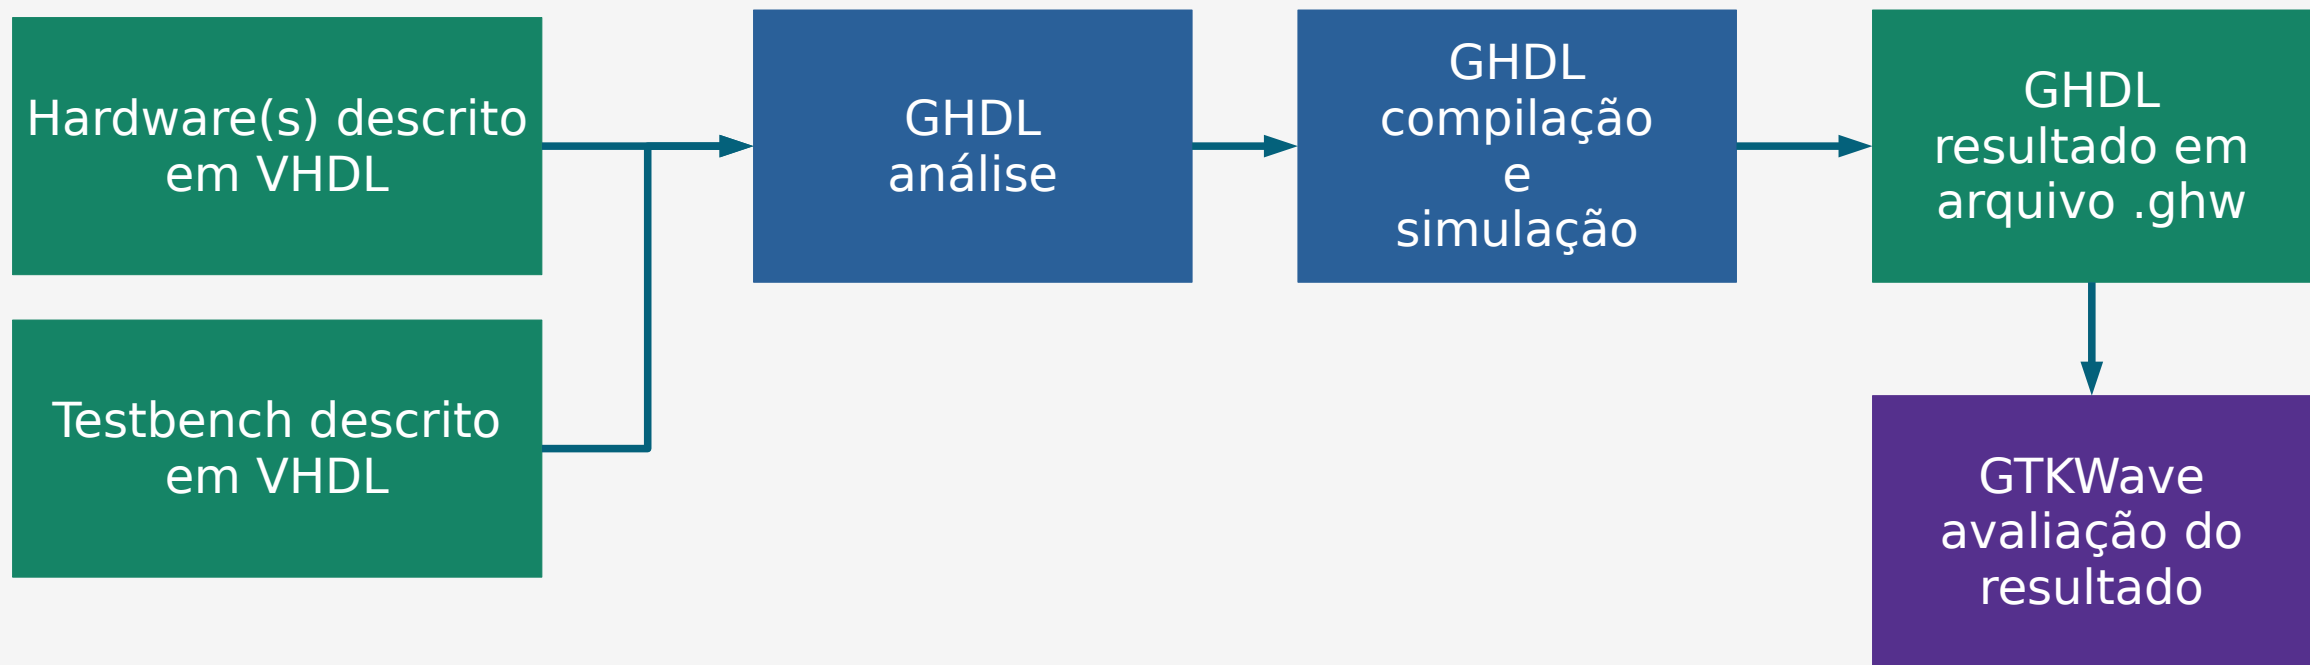 Hardware(s) descrito
em VHDL
Testbench descrito
em VHDL
GHDL
análise
GHDL
compilação
e
simulação
GHDL
resultado em
arquivo .ghw
GTKWave
avaliação do
resultado